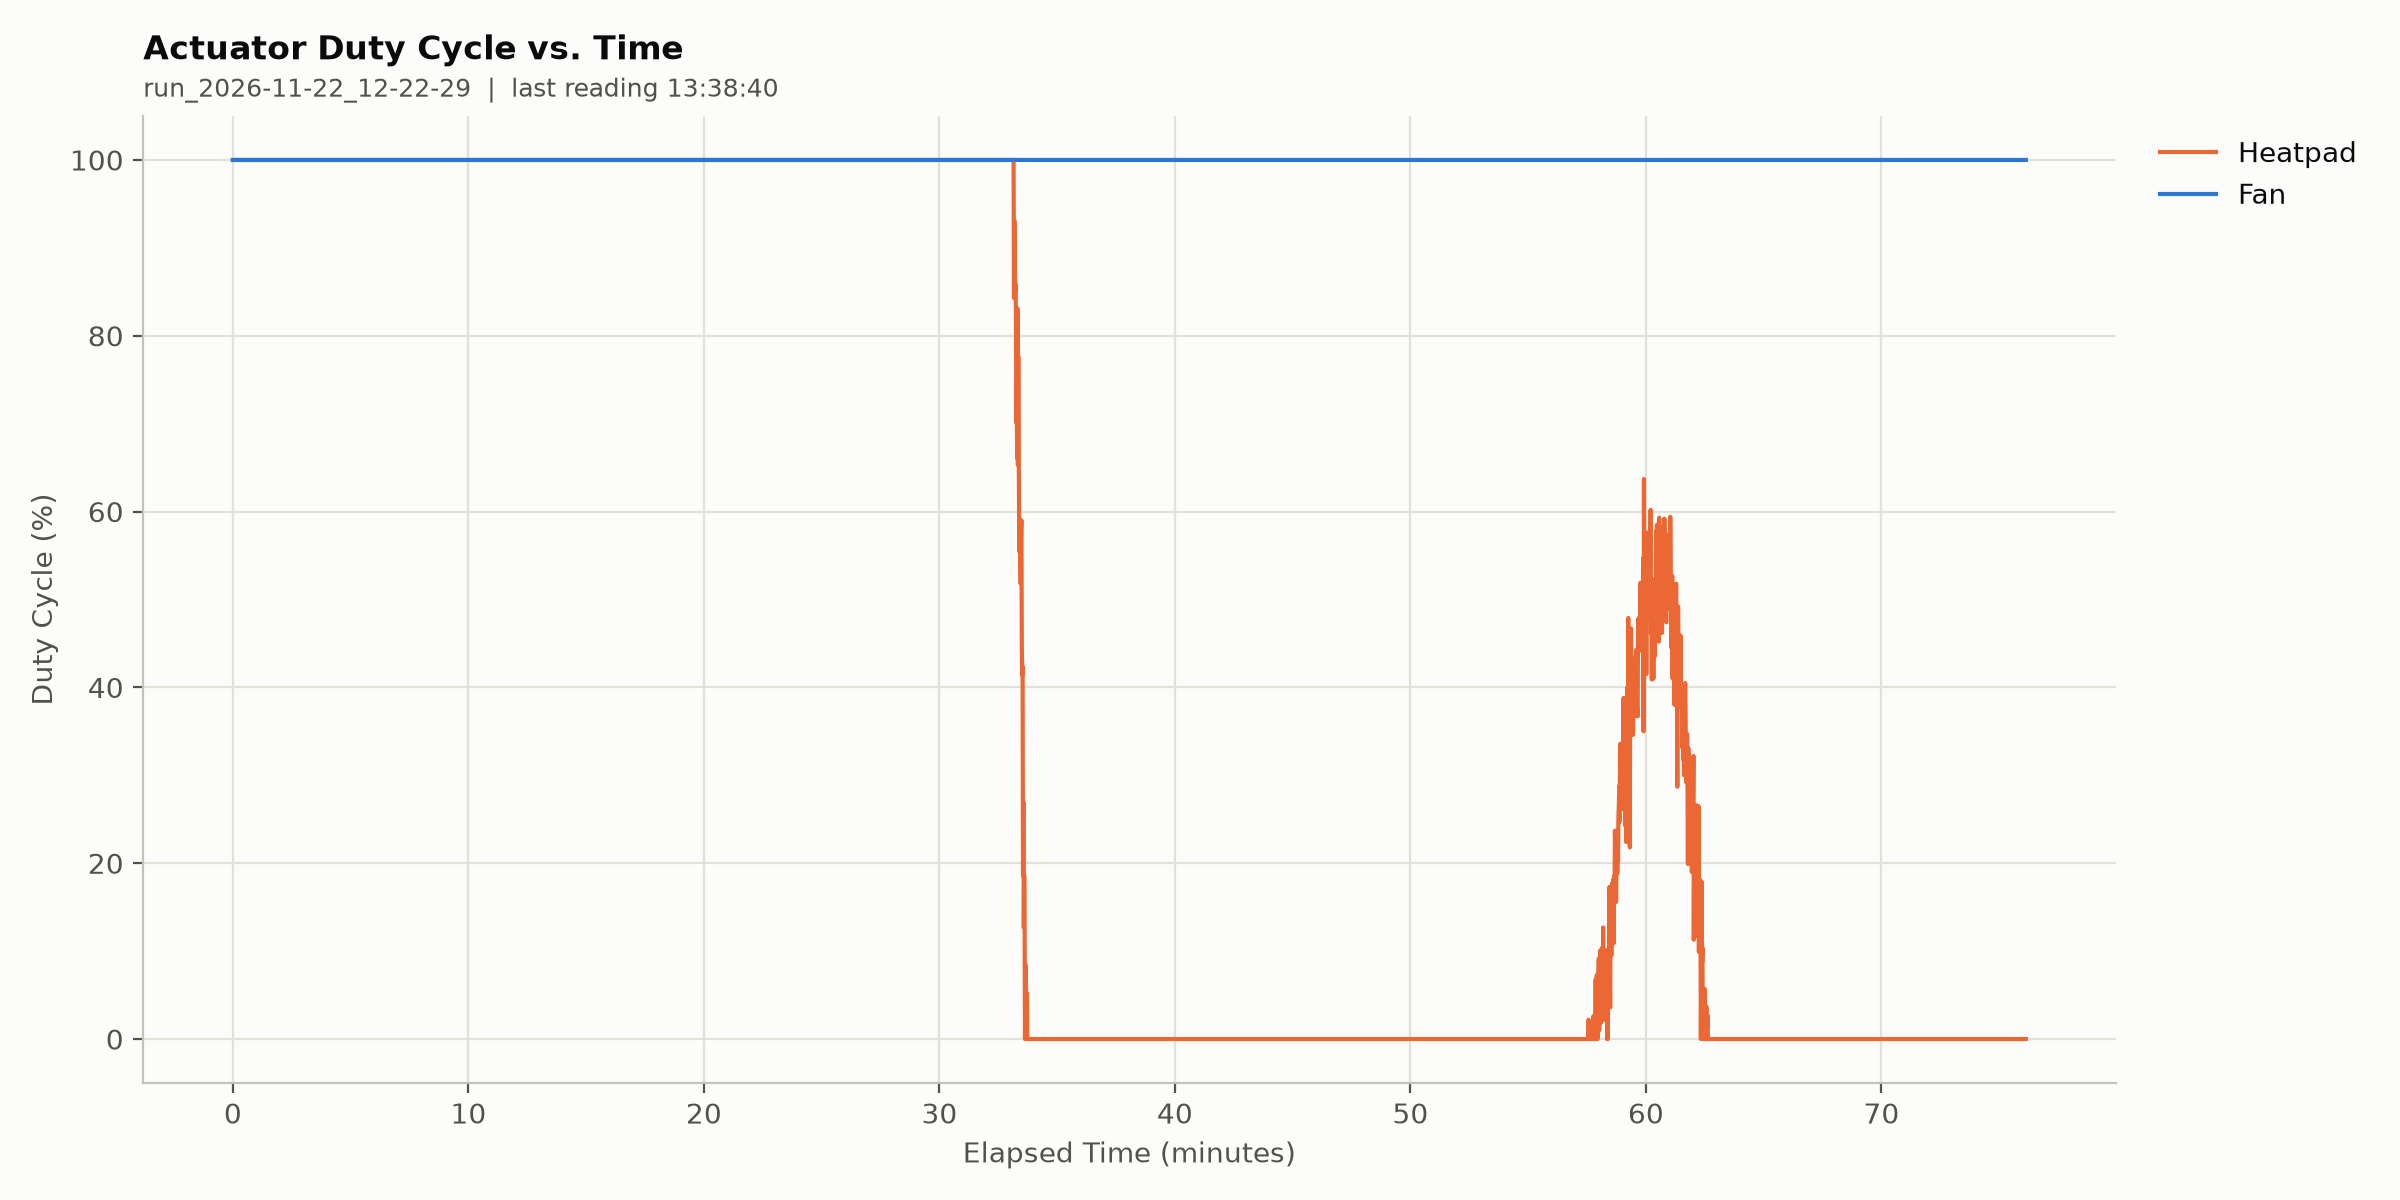 Actuator Duty Cycle vs. Time
run_2026-11-22_12-22-29 | last reading 13:38:40
Heatpad
Fan
Duty Cycle (%)
100
80
60
40
20
0
0 10 20 30 40 50 60 70
Elapsed Time (minutes)